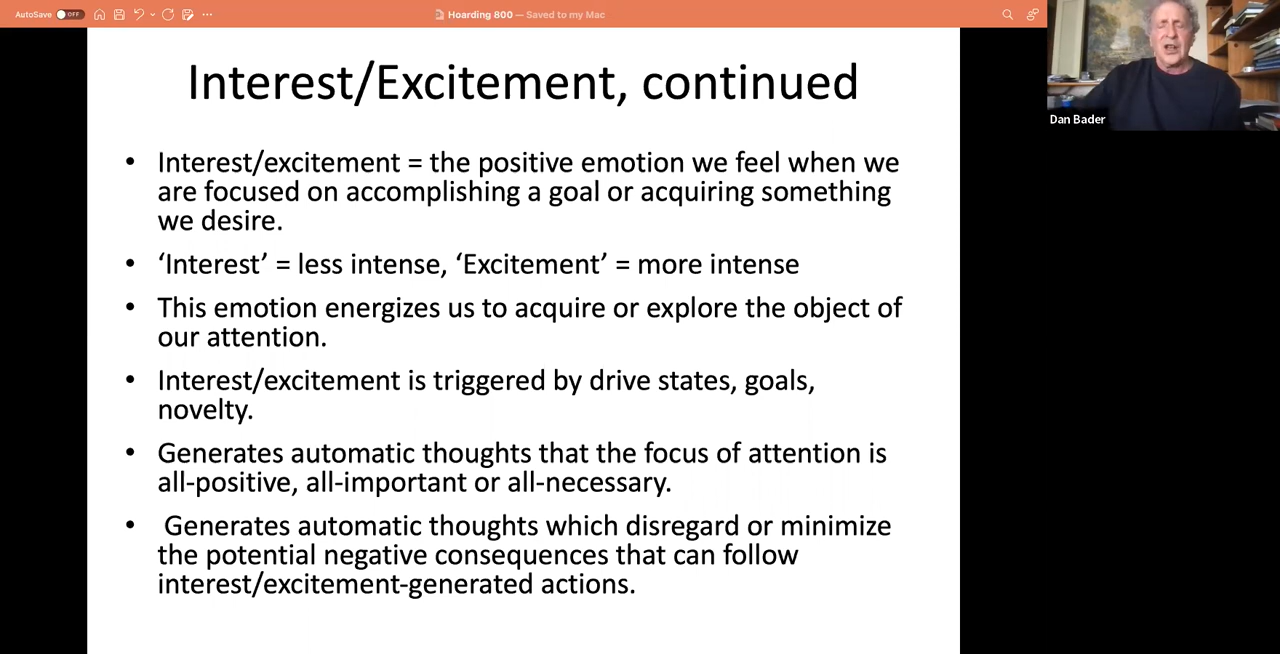 AutoSave OFF
Hoarding 800 — Saved to my Mac
Dan Bader
Interest/Excitement, continued
• Interest/excitement = the positive emotion we feel when we
are focused on accomplishing a goal or acquiring something
we desire.
• ‘Interest’ = less intense, ‘Excitement’ = more intense
• This emotion energizes us to acquire or explore the object of
our attention.
• Interest/excitement is triggered by drive states, goals,
novelty.
• Generates automatic thoughts that the focus of attention is
all-positive, all-important or all-necessary.
• Generates automatic thoughts which disregard or minimize
the potential negative consequences that can follow
interest/excitement-generated actions.